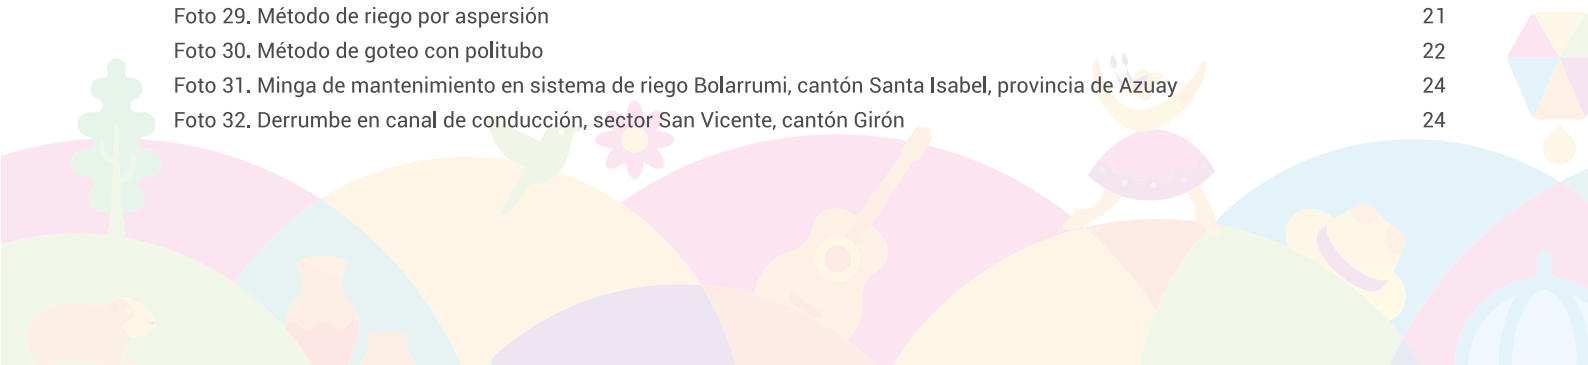 Foto 29. Método de riego por aspersión 21
Foto 30. Método de goteo con politubo 22
Foto 31. Minga de mantenimiento en sistema de riego Bolarrumi, cantón Santa Isabel, provincia de Azuay 24
Foto 32. Derrumbe en canal de conducción, sector San Vicente, cantón Girón 24